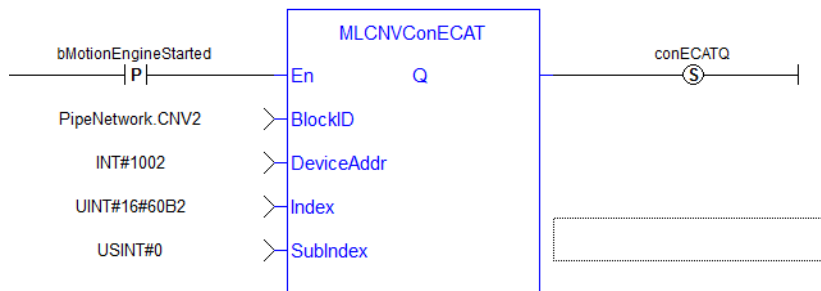 MLCNVConECAT
bMotionEngineStarted
conECATQ
P
En
Q
S
PipeNetwork.CNV2
BlockID
INT#1002
DeviceAddr
UINT#16#60B2
Index
USINT#0
SubIndex